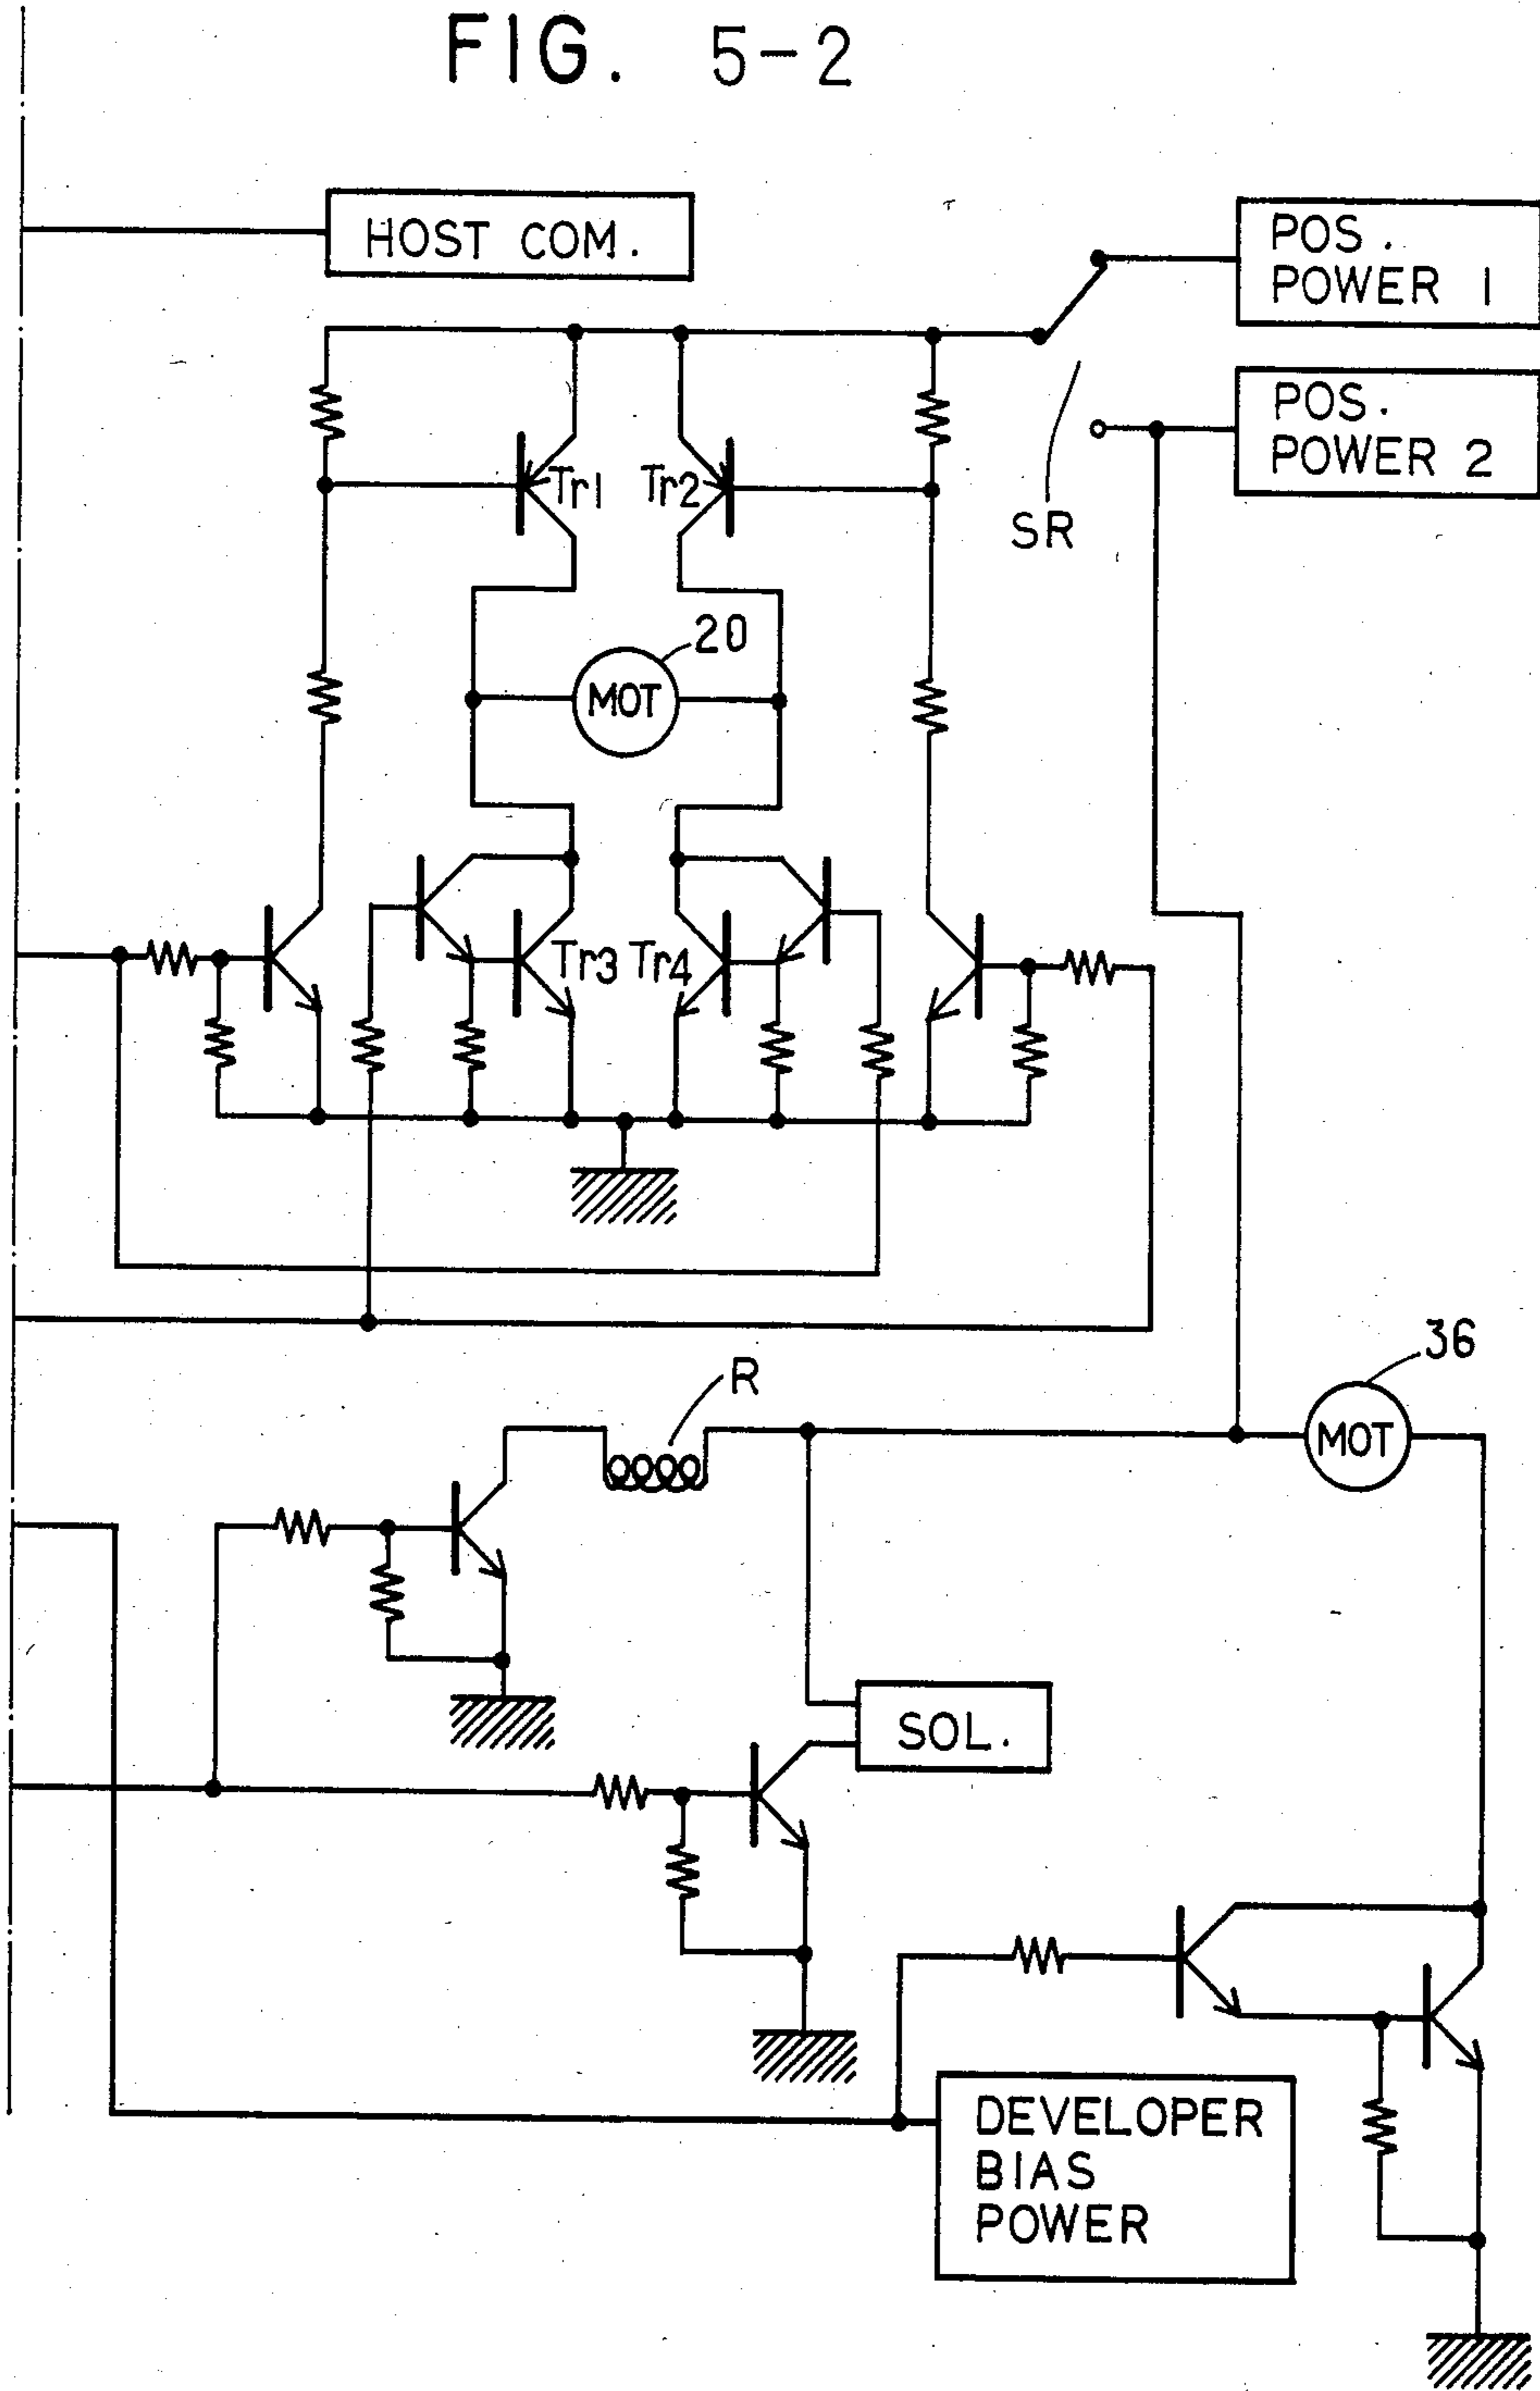 FIG. 5-2
HOST COM.
POS.
POWER 1
POS.
POWER 2
SR
Tr1 Tr2
20
MOT
Tr3 Tr4
36
MOT
R
SOL.
DEVELOPER
BIAS
POWER